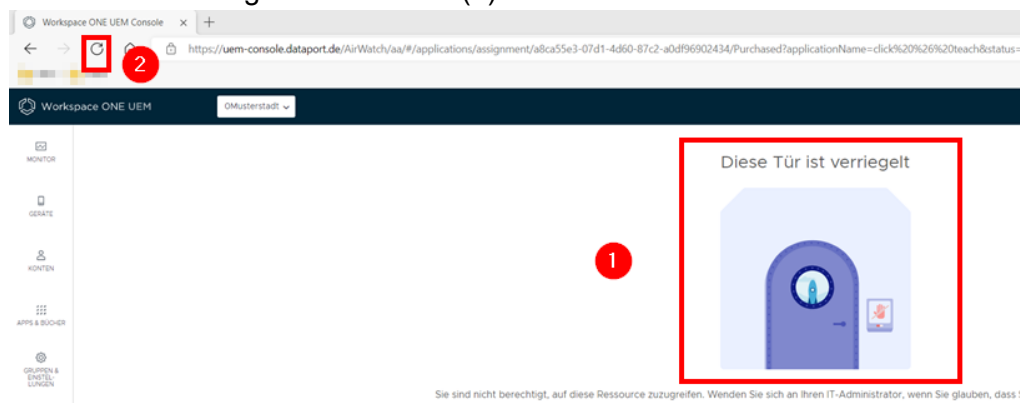 (2)
Workspace ONE UEM Console
https://uem-console.dataport.de/AirWatch/aa/#/applications/assignment/a8ca55e3-07d1-4d60-87c2-a0df96902434/Purchased?applicationName=click%20%26%20teach&status=
2
Workspace ONE UEM
0Musterstadt
MONITOR
Diese Tür ist verriegelt
GERÄTE
1
KONTEN
APPS & BÜCHER
GRUPPEN &
EINSTEL-
LUNGEN
Sie sind nicht berechtigt, auf diese Ressource zuzugreifen. Wenden Sie sich an Ihren IT-Administrator, wenn Sie glauben, dass